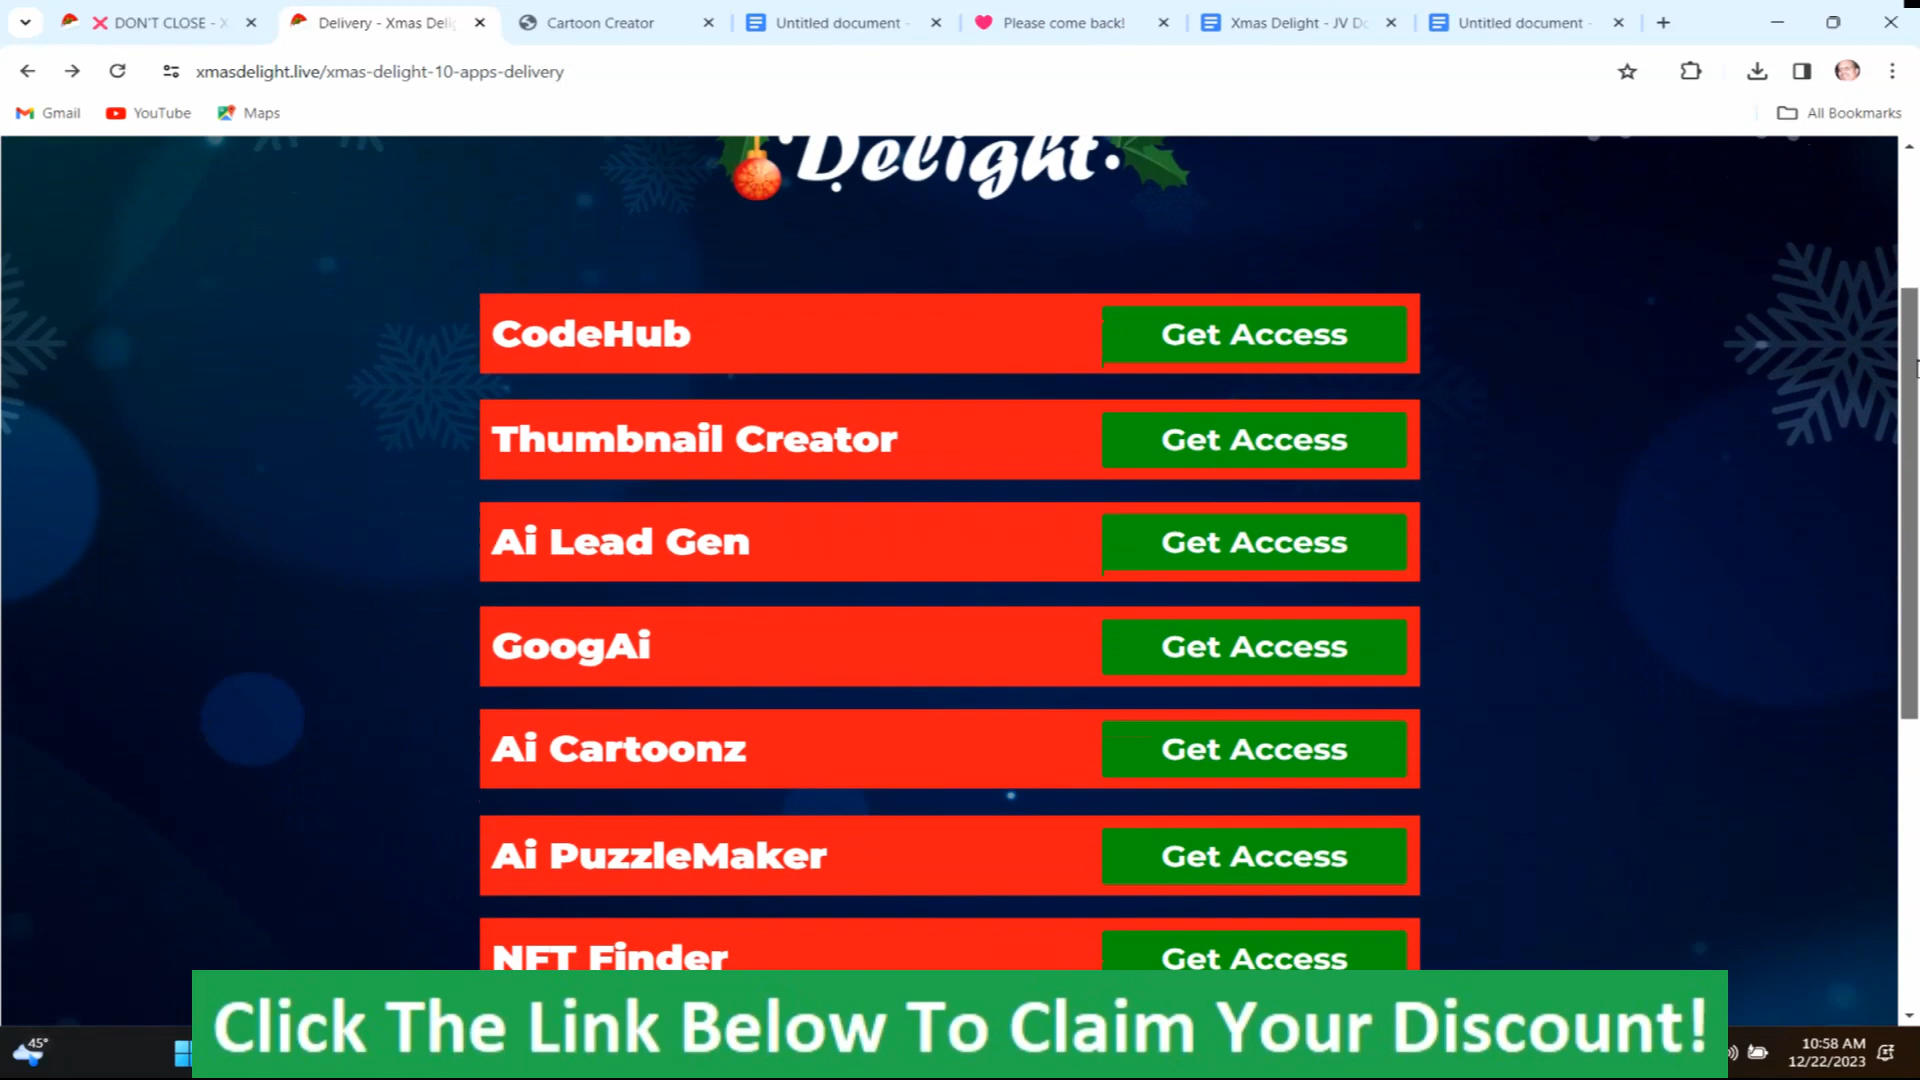 DON'T CLOSE - X
Delivery - Xmas Deli
Cartoon Creator
Untitled document -
Please come back!
Xmas Delight - JV Do
Untitled document -
xmasdelight.live/xmas-delight-10-apps-delivery
Gmail
YouTube
Maps
All Bookmarks
Delight
CodeHub
Get Access
Thumbnail Creator
Get Access
Ai Lead Gen
Get Access
GoogAi
Get Access
Ai Cartoonz
Get Access
Ai PuzzleMaker
Get Access
NFT Finder
Get Access
Click The Link Below To Claim Your Discount!
45°
10:58 AM
12/22/2023